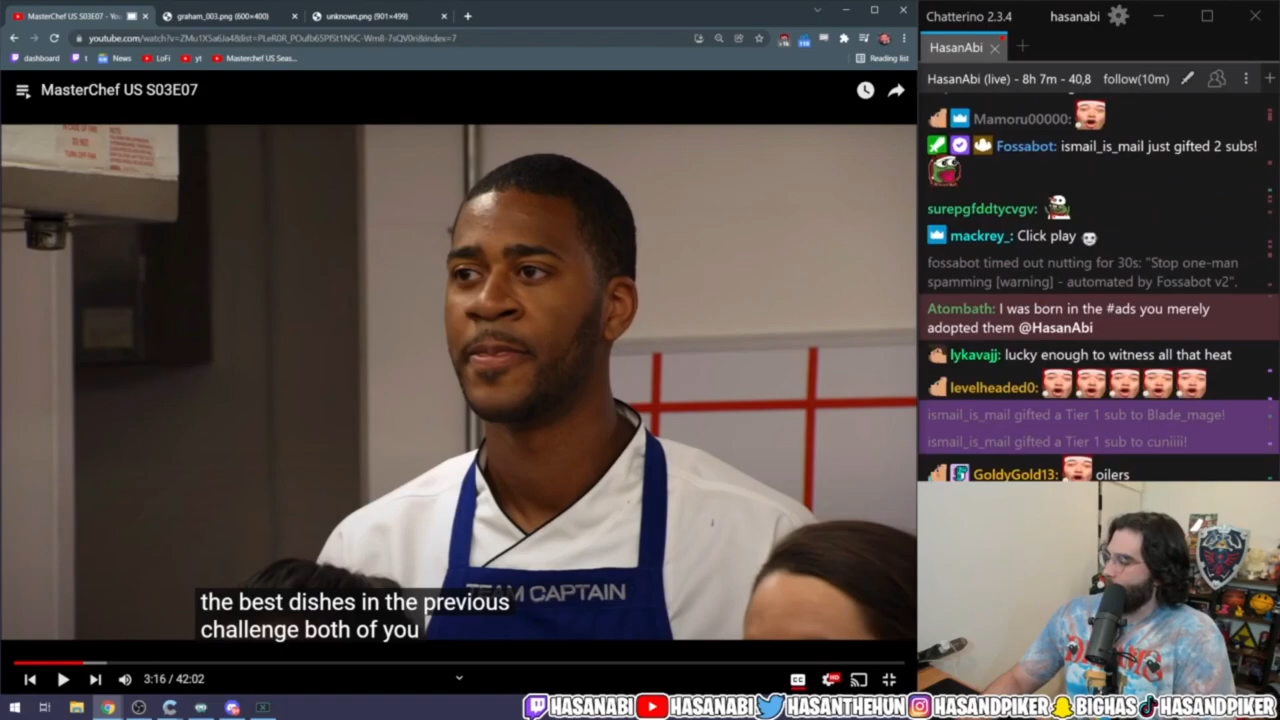 MasterChef US S03E07 - You
graham_003.png (600×400)
unknown.png (901×499)
Chatterino 2.3.4
hasanabi
HasanAbi
dashboard
t
News
LoFi
yt
Masterchef US Seas...
Reading list
HasanAbi (live) - 8h 7m - 40,8
follow(10m)
MasterChef US S03E07
Mamoru00000:
Fossabot: ismail_is_mail just gifted 2 subs!
surepgfddtycvgv:
mackrey_: Click play
fossabot timed out nutting for 30s: "Stop one-man
spamming [warning] - automated by Fossabot v2".
Atombath: I was born in the #ads you merely
adopted them @HasanAbi
lykavajj: lucky enough to witness all that heat
levelheaded0:
ismail_is_mail gifted a Tier 1 sub to Blade_mage!
ismail_is_mail gifted a Tier 1 sub to cuniiii!
GoldyGold13: oilers
TEAM CAPTAIN
the best dishes in the previous
challenge both of you
3:16 / 42:02
CC
HD
HASANABI
HASANABI
HASANTHEHUN
HASANDPIKER
BIGHAS
HASANDPIKER